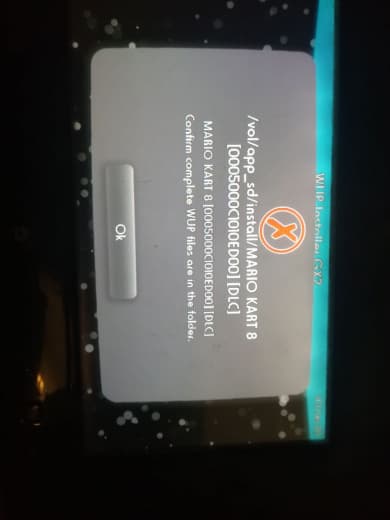 WUP Installer GX2
/vol/app_sd/install/MARIO KART 8
[0005000C1010ED00] [DLC]
MARIO KART 8 [0005000C1010ED00] [DLC]
Confirm complete WUP files are in the folder.
Ok